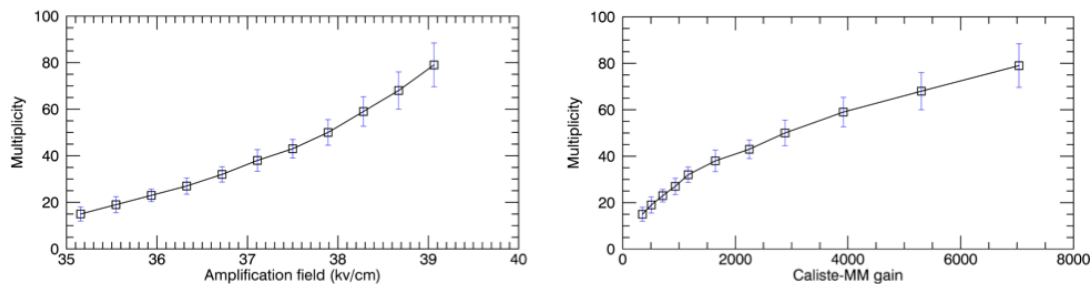 100
80
60
40
20
0
Multiplicity
35 36 37 38 39 40
Amplification field (kv/cm)
100
80
60
40
20
0
Multiplicity
0 2000 4000 6000 8000
Caliste-MM gain